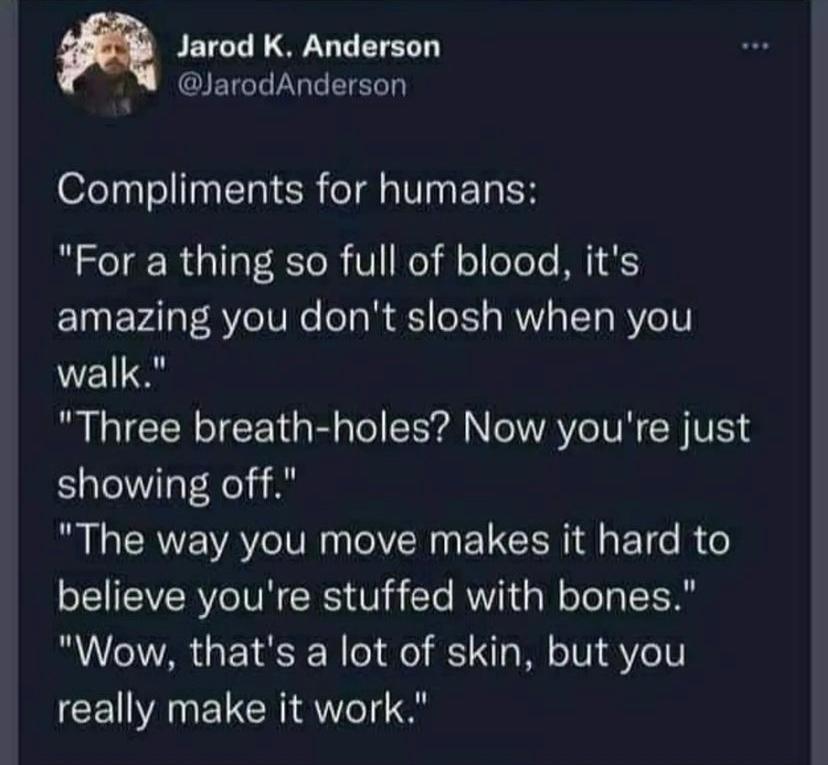 Jarod K. Anderson
@JarodAnderson
Compliments for humans:
"For a thing so full of blood, it's
amazing you don't slosh when you
walk."
"Three breath-holes? Now you're just
showing off."
"The way you move makes it hard to
believe you're stuffed with bones."
"Wow, that's a lot of skin, but you
really make it work."